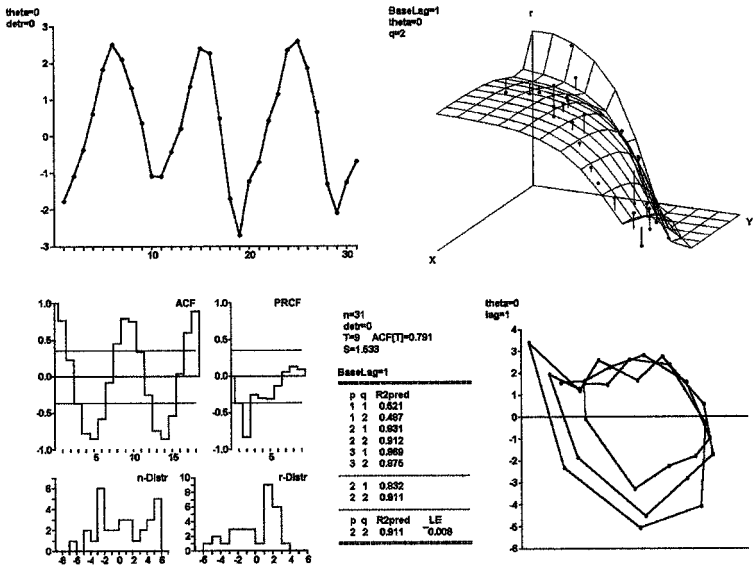 theta=0
detr=0
3
2
1
0
-1
-2
-3
10
20
30
BaseLag=1
theta=0
q=2
r
X
Y
ACF
1.0
0.5
0.0
-0.5
-1.0
5
10
15
PRCF
1.0
0.5
0.0
-0.5
-1.0
5
n-Distr
6
4
2
0
-8 -6 -4 -2 0 2 4 6
r-Distr
10
8
6
4
2
0
-6 -4 -2 0 2 4 6
n=31
detr=0
T=9 ACF[T]=0.791
S=1.533
BaseLag=1
p q R2pred
1 1 0.521
1 2 0.487
2 1 0.931
2 2 0.912
3 1 0.869
3 2 0.875
2 1 0.832
2 2 0.911
p q R2pred LE
2 2 0.911 -0.008
theta=0
lag=1
4
3
2
1
0
-1
-2
-3
-4
-5
-6